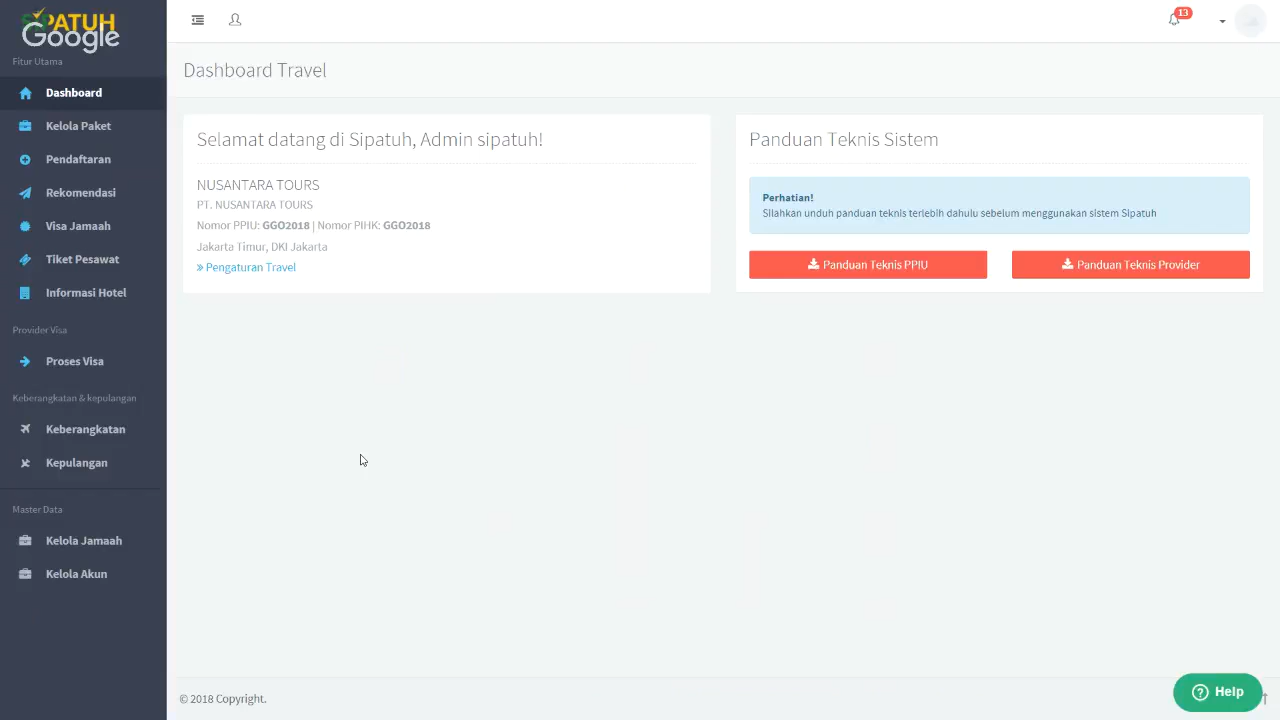 SIPATUH
Google
Fitur Utama
Dashboard
Kelola Paket
Pendaftaran
Rekomendasi
Visa Jamaah
Tiket Pesawat
Informasi Hotel
Provider Visa
Proses Visa
Keberangkatan & kepulangan
Keberangkatan
Kepulangan
Master Data
Kelola Jamaah
Kelola Akun
13
Dashboard Travel
Selamat datang di Sipatuh, Admin sipatuh!
NUSANTARA TOURS
PT. NUSANTARA TOURS
Nomor PPIU: GGO2018 | Nomor PIHK: GGO2018
Jakarta Timur, DKI Jakarta
» Pengaturan Travel
Panduan Teknis Sistem
Perhatian!
Silahkan unduh panduan teknis terlebih dahulu sebelum menggunakan sistem Sipatuh
Panduan Teknis PPIU
Panduan Teknis Provider
© 2018 Copyright.
Help